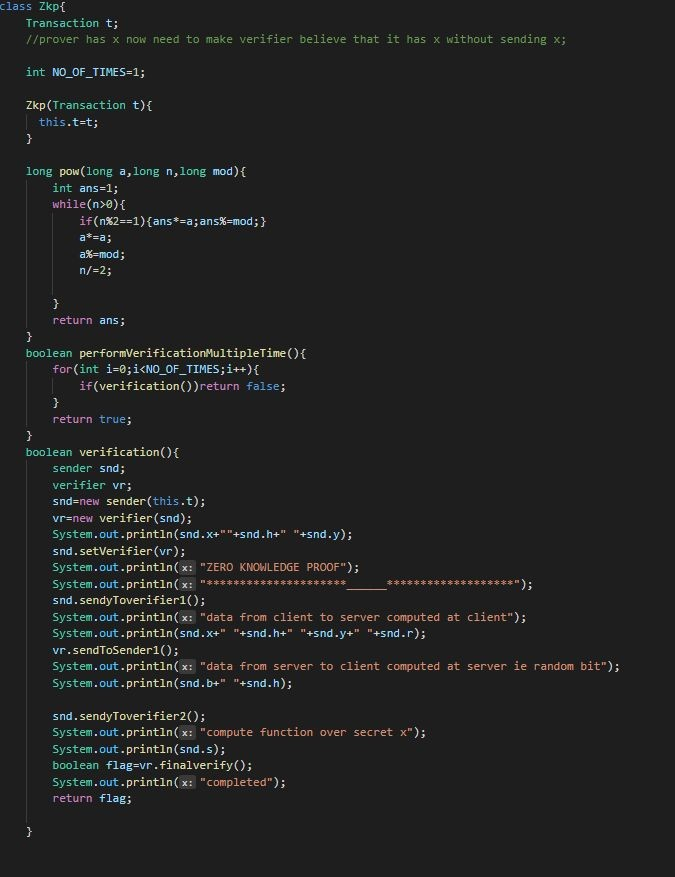 class Zkp{
Transaction t;
//prover has x now need to make verifier believe that it has x without sending x;
int NO_OF_TIMES=1;
Zkp(Transaction t){
this.t=t;
}
long pow(long a,long n,long mod){
int ans=1;
while(n>0){
if(n%2==1){ans*=a;ans%=mod;}
a*=a;
a%=mod;
n/=2;
}
return ans;
}
boolean performVerificationMultipleTime(){
for(int i=0;i<NO_OF_TIMES;i++){
if(verification())return false;
}
return true;
}
boolean verification(){
sender snd;
verifier vr;
snd=new sender(this.t);
vr=new verifier(snd);
System.out.println(snd.x+""+snd.h+" "+snd.y);
snd.setVerifier(vr);
System.out.println(x: "ZERO KNOWLEDGE PROOF");
System.out.println(x: "*********************______*******************");
snd.sendyToverifier1();
System.out.println(x: "data from client to server computed at client");
System.out.println(snd.x+" "+snd.h+" "+snd.y+" "+snd.r);
vr.sendToSender1();
System.out.println(x: "data from server to client computed at server ie random bit");
System.out.println(snd.b+" "+snd.h);
snd.sendyToverifier2();
System.out.println(x: "compute function over secret x");
System.out.println(snd.s);
boolean flag=vr.finalverify();
System.out.println(x: "completed");
return flag;
}